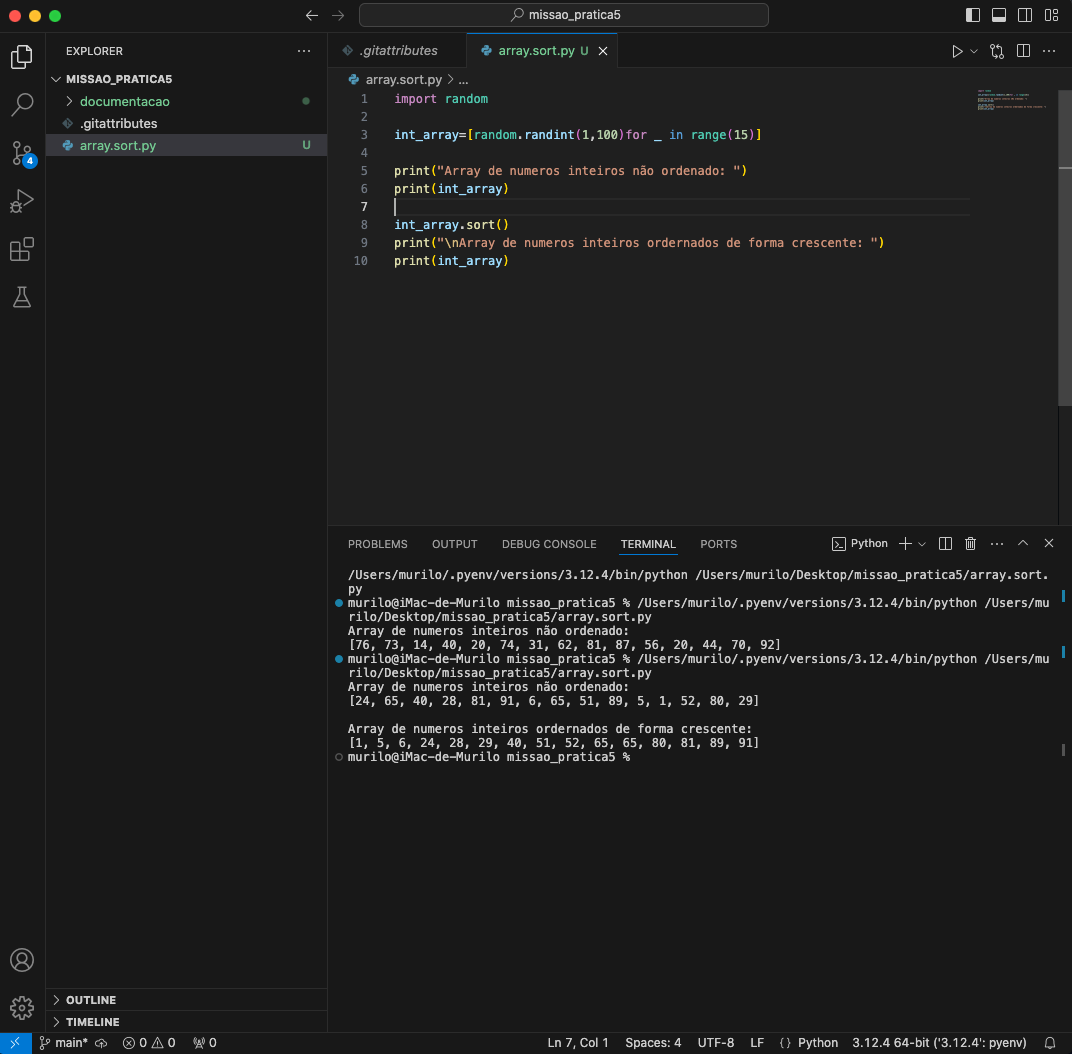 missao_pratica5
EXPLORER
MISSAO_PRATICA5
documentacao
.gitattributes
array.sort.py U
4
.gitattributes
array.sort.py U
array.sort.py > ...
1 import random
2
3 int_array=[random.randint(1,100)for _ in range(15)]
4
5 print("Array de numeros inteiros não ordenado: ")
6 print(int_array)
7
8 int_array.sort()
9 print("\nArray de numeros inteiros ordernados de forma crescente: ")
10 print(int_array)
PROBLEMS OUTPUT DEBUG CONSOLE TERMINAL PORTS Python
/Users/murilo/.pyenv/versions/3.12.4/bin/python /Users/murilo/Desktop/missao_pratica5/array.sort.
py
murilo@iMac-de-Murilo missao_pratica5 % /Users/murilo/.pyenv/versions/3.12.4/bin/python /Users/mu
rilo/Desktop/missao_pratica5/array.sort.py
Array de numeros inteiros não ordenado:
[76, 73, 14, 40, 20, 74, 31, 62, 81, 87, 56, 20, 44, 70, 92]
murilo@iMac-de-Murilo missao_pratica5 % /Users/murilo/.pyenv/versions/3.12.4/bin/python /Users/mu
rilo/Desktop/missao_pratica5/array.sort.py
Array de numeros inteiros não ordenado:
[24, 65, 40, 28, 81, 91, 6, 65, 51, 89, 5, 1, 52, 80, 29]

Array de numeros inteiros ordernados de forma crescente:
[1, 5, 6, 24, 28, 29, 40, 51, 52, 65, 65, 80, 81, 89, 91]
murilo@iMac-de-Murilo missao_pratica5 %
OUTLINE
TIMELINE
main* 0 0 0 Ln 7, Col 1 Spaces: 4 UTF-8 LF {} Python 3.12.4 64-bit ('3.12.4': pyenv)